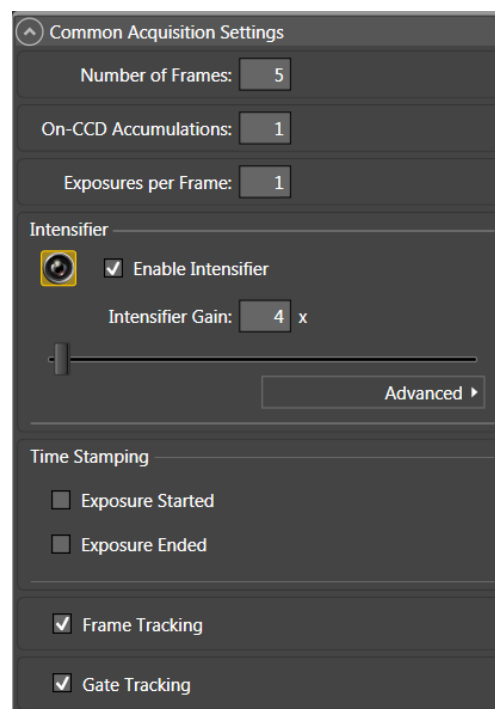 Common Acquisition Settings
Number of Frames: 5
On-CCD Accumulations: 1
Exposures per Frame: 1
Intensifier
Enable Intensifier
Intensifier Gain: 4 x
Advanced
Time Stamping
Exposure Started
Exposure Ended
Frame Tracking
Gate Tracking